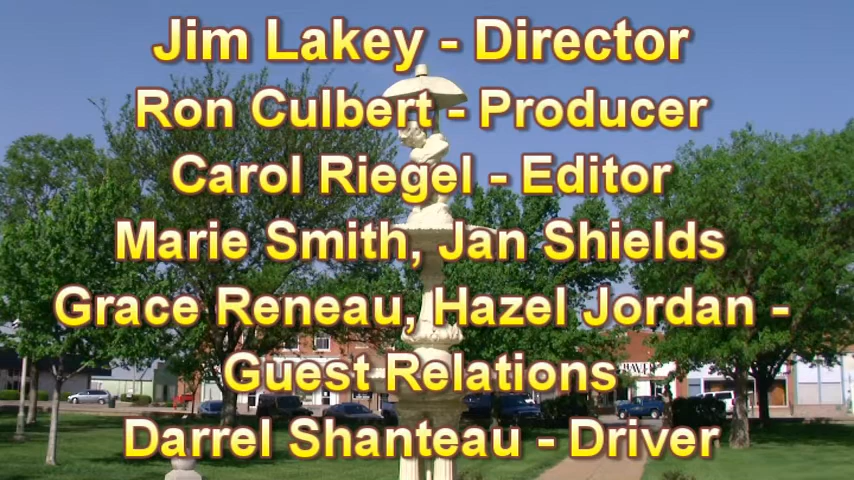 Jim Lakey - Director
Ron Culbert - Producer
Carol Riegel - Editor
Marie Smith, Jan Shields
Grace Reneau, Hazel Jordan -
Guest Relations
Darrel Shanteau - Driver